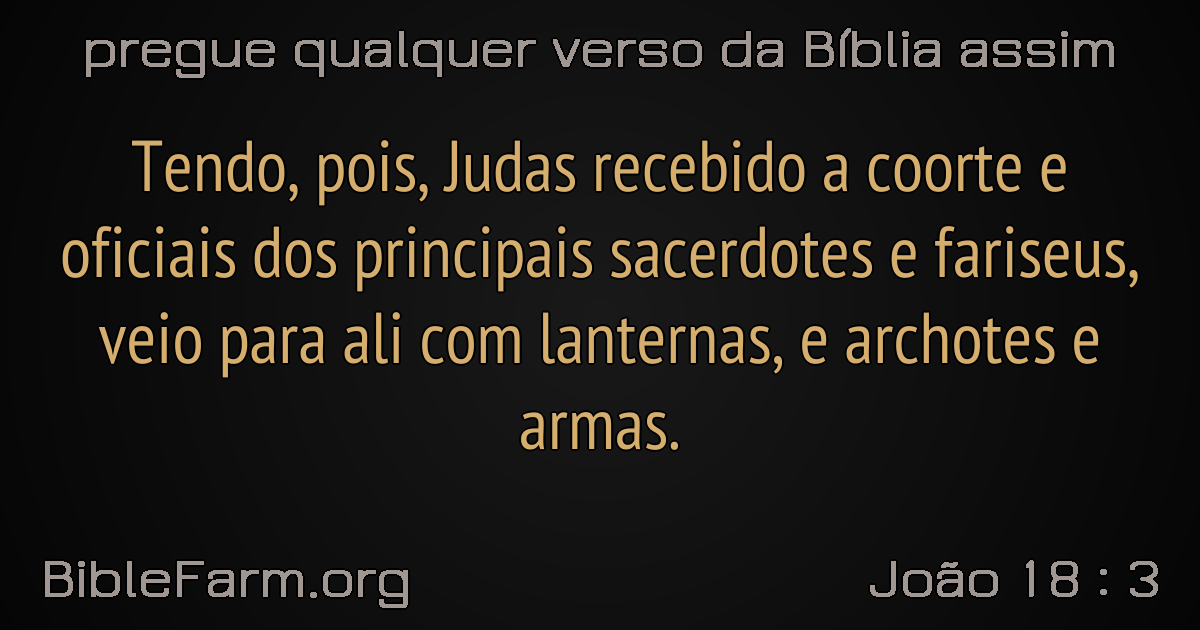 pregue qualquer verso da Bíblia assim
Tendo, pois, Judas recebido a coorte e
oficiais dos principais sacerdotes e fariseus,
veio para ali com lanternas, e archotes e
armas.
BibleFarm.org
João 18 : 3